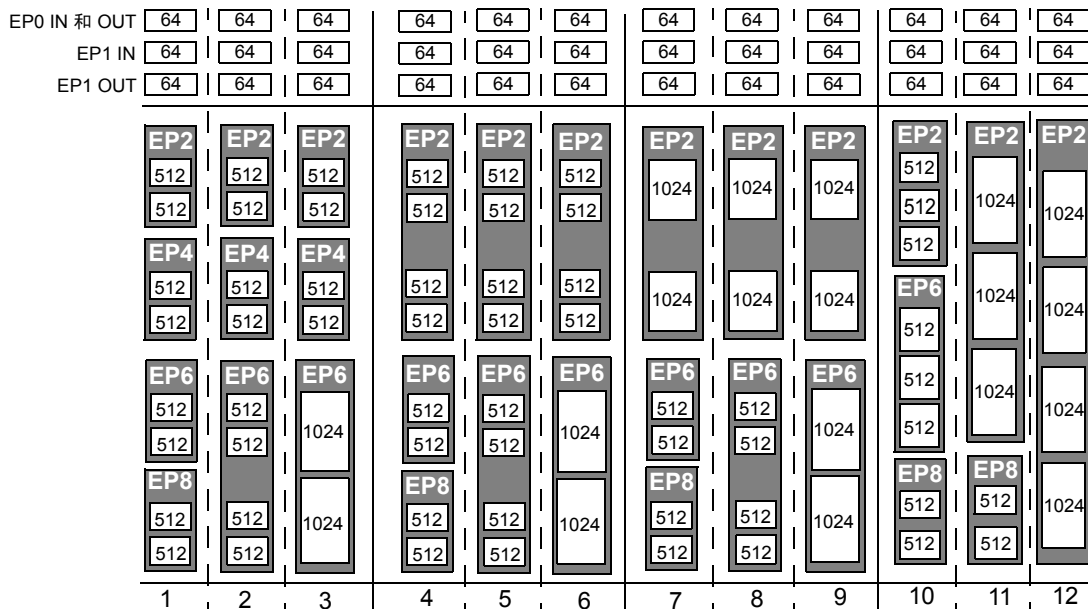 EP0 IN 和 OUT 64 64 64 64 64 64 64 64 64 64 64 64
EP1 IN 64 64 64 64 64 64 64 64 64 64 64 64
EP1 OUT 64 64 64 64 64 64 64 64 64 64 64 64
EP2 EP2 EP2 EP2 EP2 EP2 EP2 EP2 EP2 EP2 EP2 EP2
512 512 512 512 512 512 1024 1024 1024 512 1024 1024
512 512 512 512 512 512 512
EP4 EP4 EP4 512
512 512 512 512 512 512 1024 1024 1024 EP6 1024 1024
512 512 512 512 512 512 512
EP6 EP6 EP6 EP6 EP6 EP6 EP6 EP6 EP6 512 1024 1024
512 512 1024 512 512 1024 512 512 1024 512
512 512 512 512 512 512
EP8 EP8 EP8 EP8 EP8
512 512 1024 512 512 1024 512 512 1024 512 512 1024
512 512 512 512 512 512 512 512
1 2 3 4 5 6 7 8 9 10 11 12